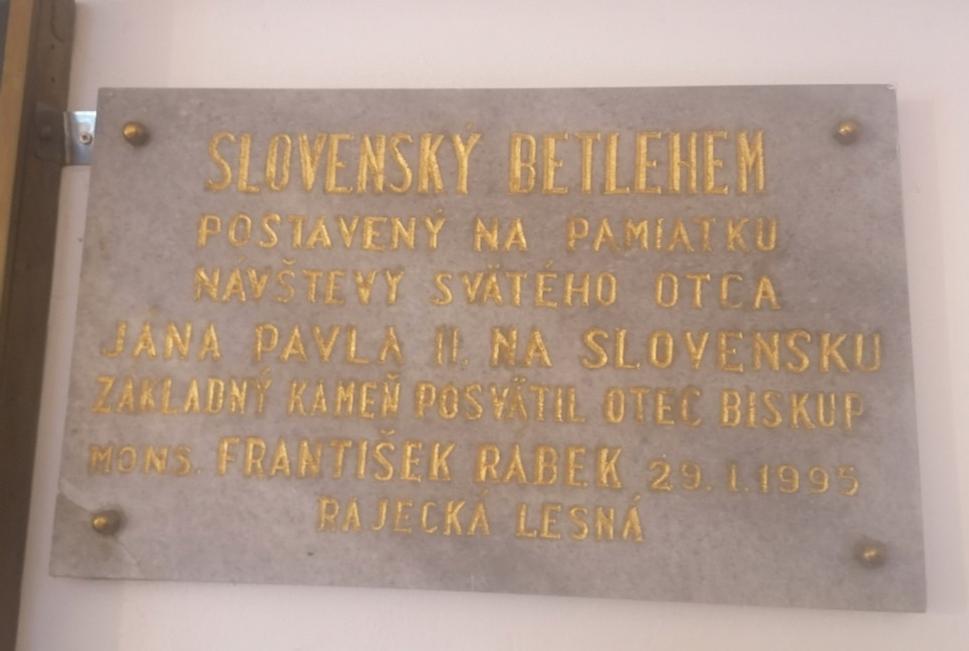 SLOVENSKÝ BETLEHEM
POSTAVENÝ NA PAMIATKU
NÁVŠTEVY SVÄTÉHO OTCA
JÁNA PAVLA II. NA SLOVENSKU
ZÁKLADNÝ KAMEŇ POSVÄTIL OTEC BISKUP
MONS. FRANTIŠEK RÁBEK 29. I. 1995
RAJECKÁ LESNÁ